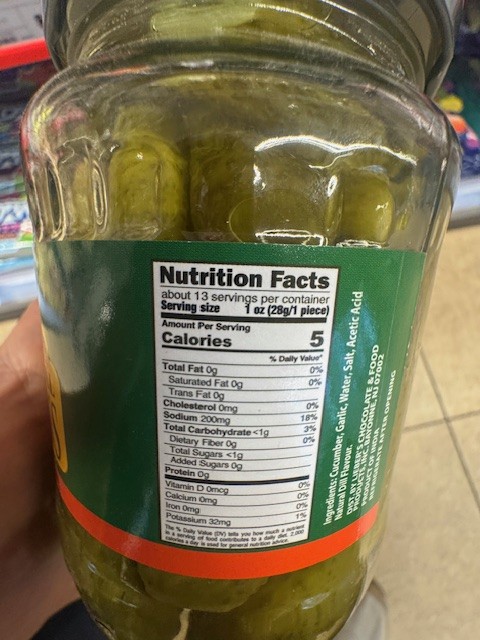 Nutrition Facts
about 13 servings per container
Serving size 1 oz (28g/1 piece)
Amount Per Serving
Calories 5
% Daily Value*
Total Fat 0g 0%
Saturated Fat 0g 0%
Trans Fat 0g
Cholesterol 0mg 0%
Sodium 200mg 18%
Total Carbohydrate <1g 3%
Dietary Fiber 0g 0%
Total Sugars <1g
Added Sugars 0g
Protein 0g
Vitamin D 0mcg 0%
Calcium 0mg 0%
Iron 0mg 0%
Potassium 32mg 1%
Ingredients: Cucumber, Garlic, Water, Salt, Acetic Acid
Natural Dill Flavour.
DIST. BY LIEBER'S CHOCOLATE & FOOD
PRODUCTS, INC. BAYONNE, NJ 07002
PRODUCT OF INDIA
REFRIGERATE AFTER OPENING